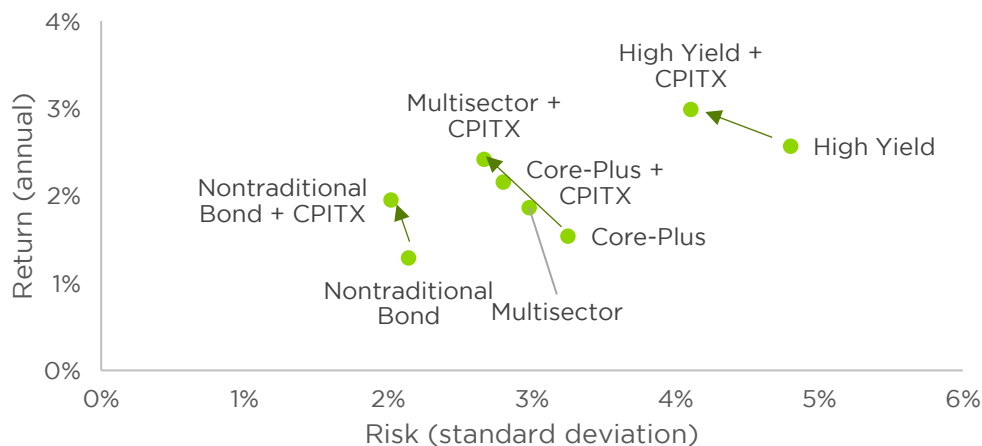 4%
3%
2%
1%
0%
Return (annual)
High Yield +
CPITX
High Yield
Multisector +
CPITX
Core-Plus +
CPITX
Core-Plus
Nontraditional
Bond + CPITX
Nontraditional
Bond
Multisector
0%
1%
2%
3%
4%
5%
6%
Risk (standard deviation)